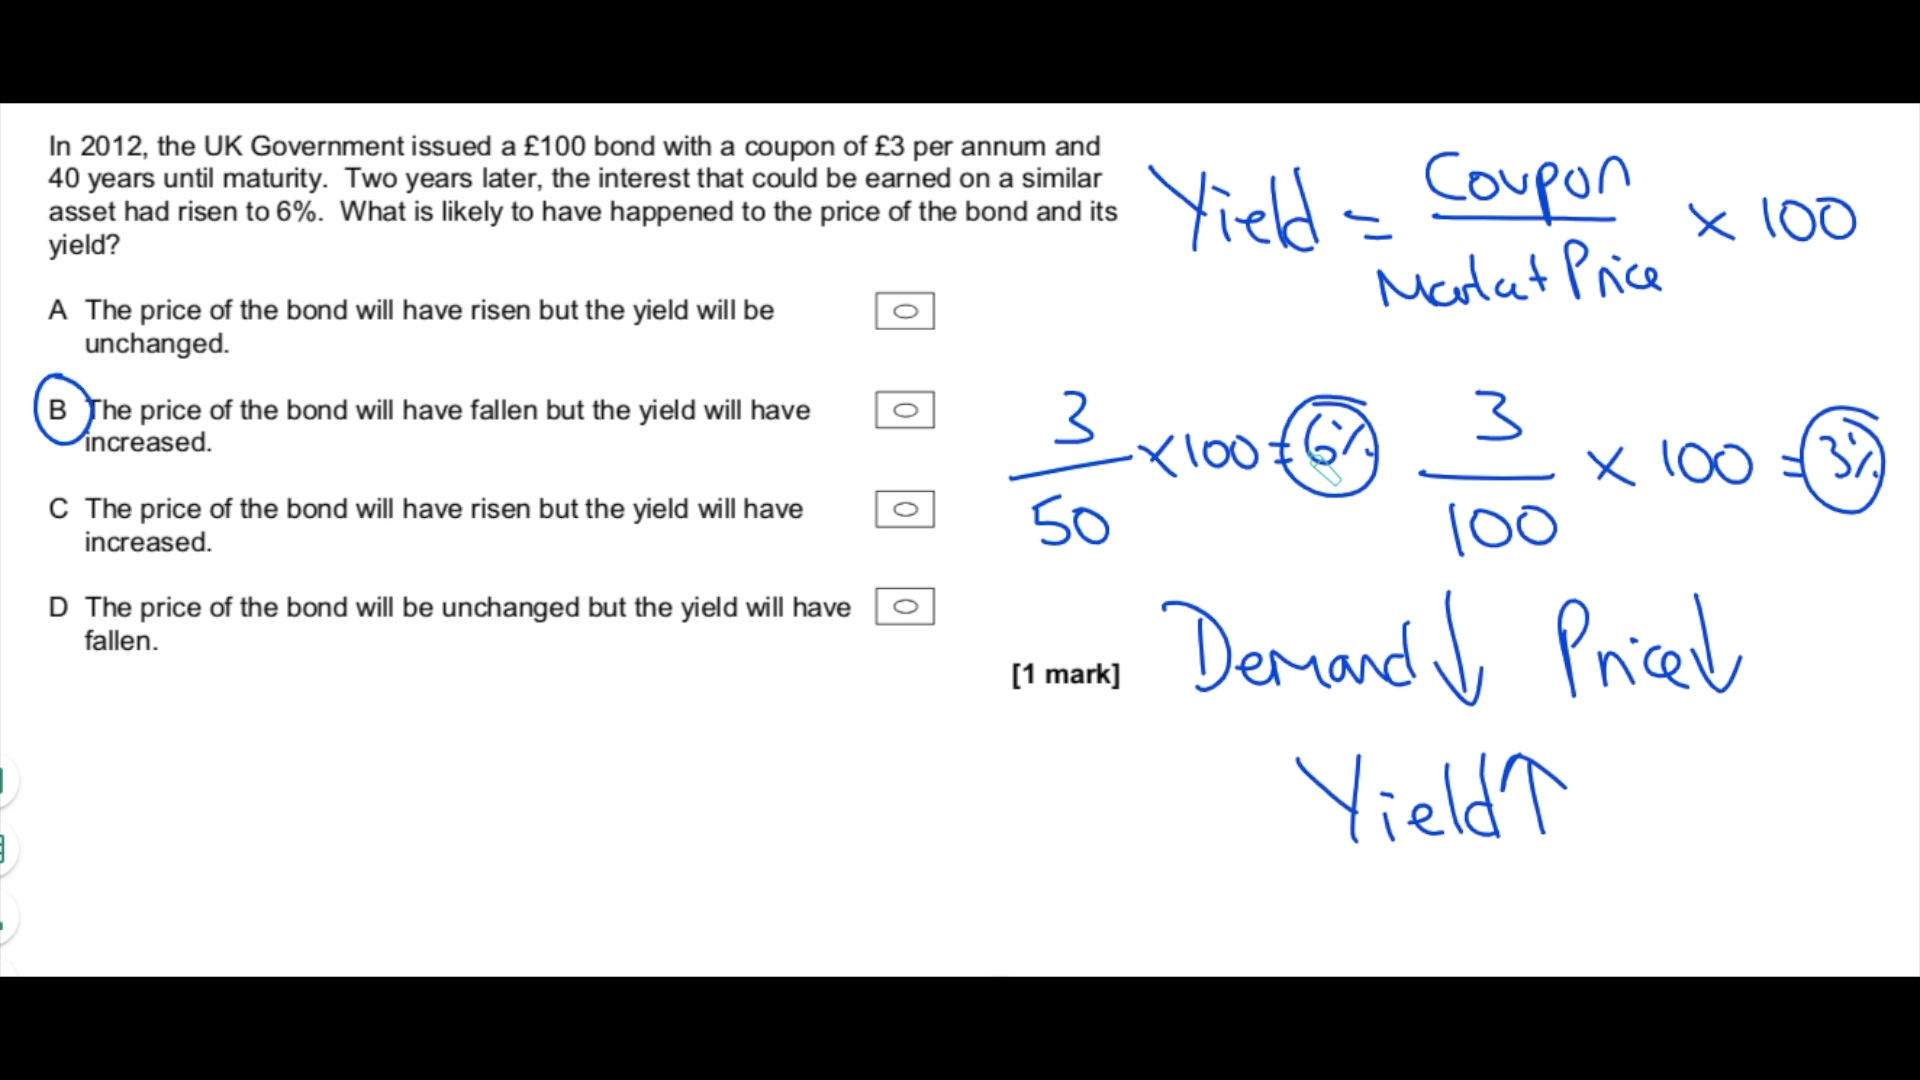 In 2012, the UK Government issued a £100 bond with a coupon of £3 per annum and
40 years until maturity. Two years later, the interest that could be earned on a similar
asset had risen to 6%. What is likely to have happened to the price of the bond and its
yield?
A The price of the bond will have risen but the yield will be
unchanged.
B The price of the bond will have fallen but the yield will have
increased.
C The price of the bond will have risen but the yield will have
increased.
D The price of the bond will be unchanged but the yield will have
fallen.
[1 mark]
Yield = Coupon / Market Price × 100
3 / 50 × 100 = 6%
3 / 100 × 100 = 3%
Demand ↓ Price ↓
Yield ↑